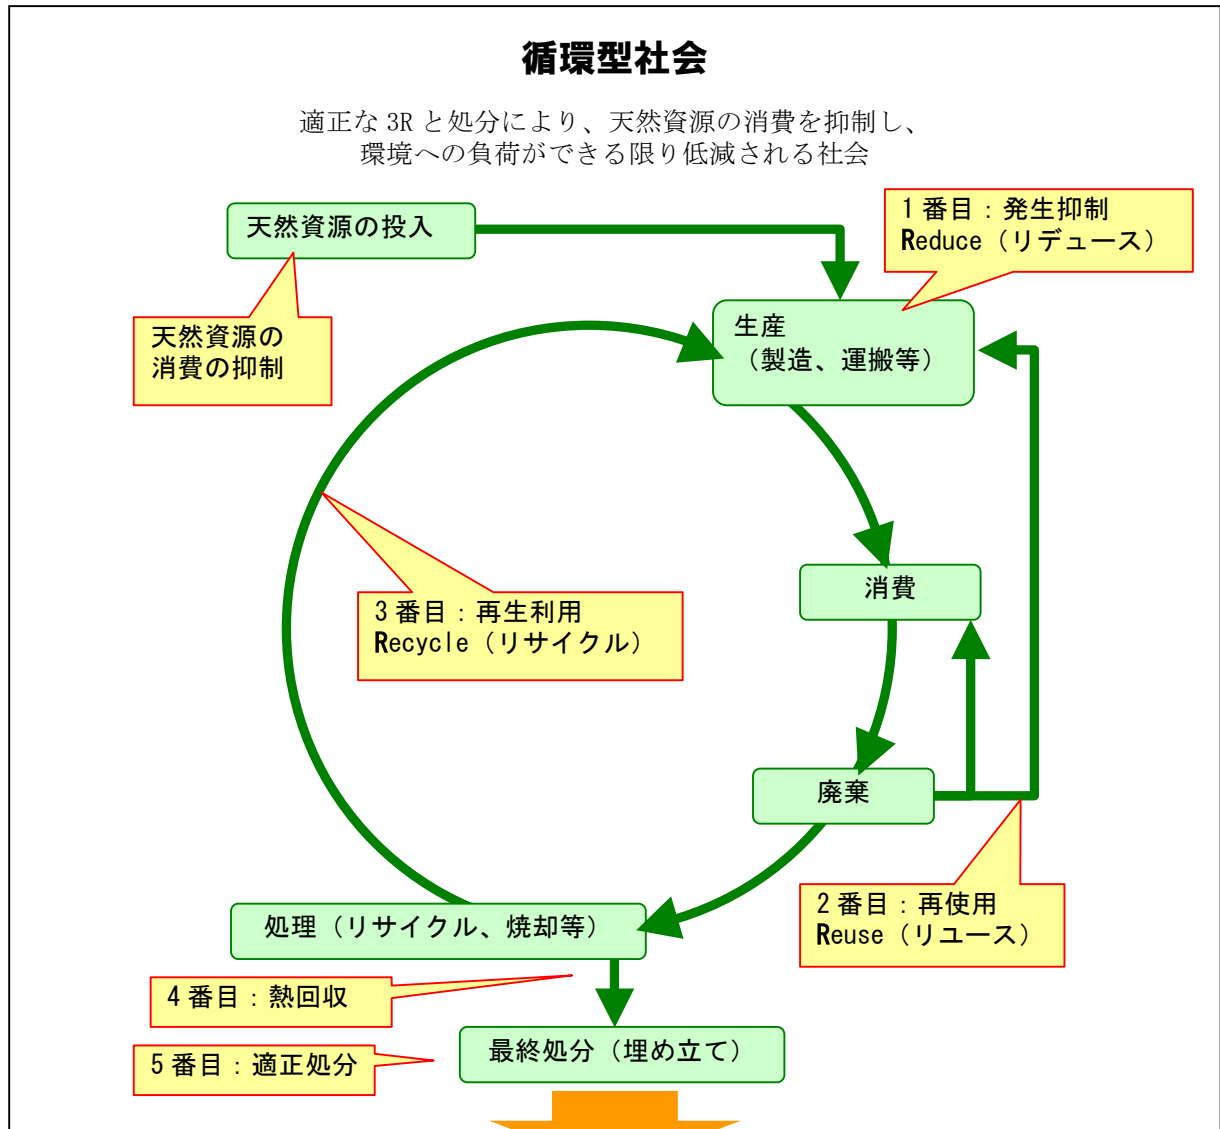 循環型社会
適正な 3R と処分により、天然資源の消費を抑制し、
環境への負荷ができる限り低減される社会
天然資源の投入
1 番目：発生抑制
Reduce（リデュース）
天然資源の
消費の抑制
生産
（製造、運搬等）
3 番目：再生利用
Recycle（リサイクル）
消費
廃棄
2 番目：再使用
Reuse（リユース）
処理（リサイクル、焼却等）
4 番目：熱回収
最終処分（埋め立て）
5 番目：適正処分